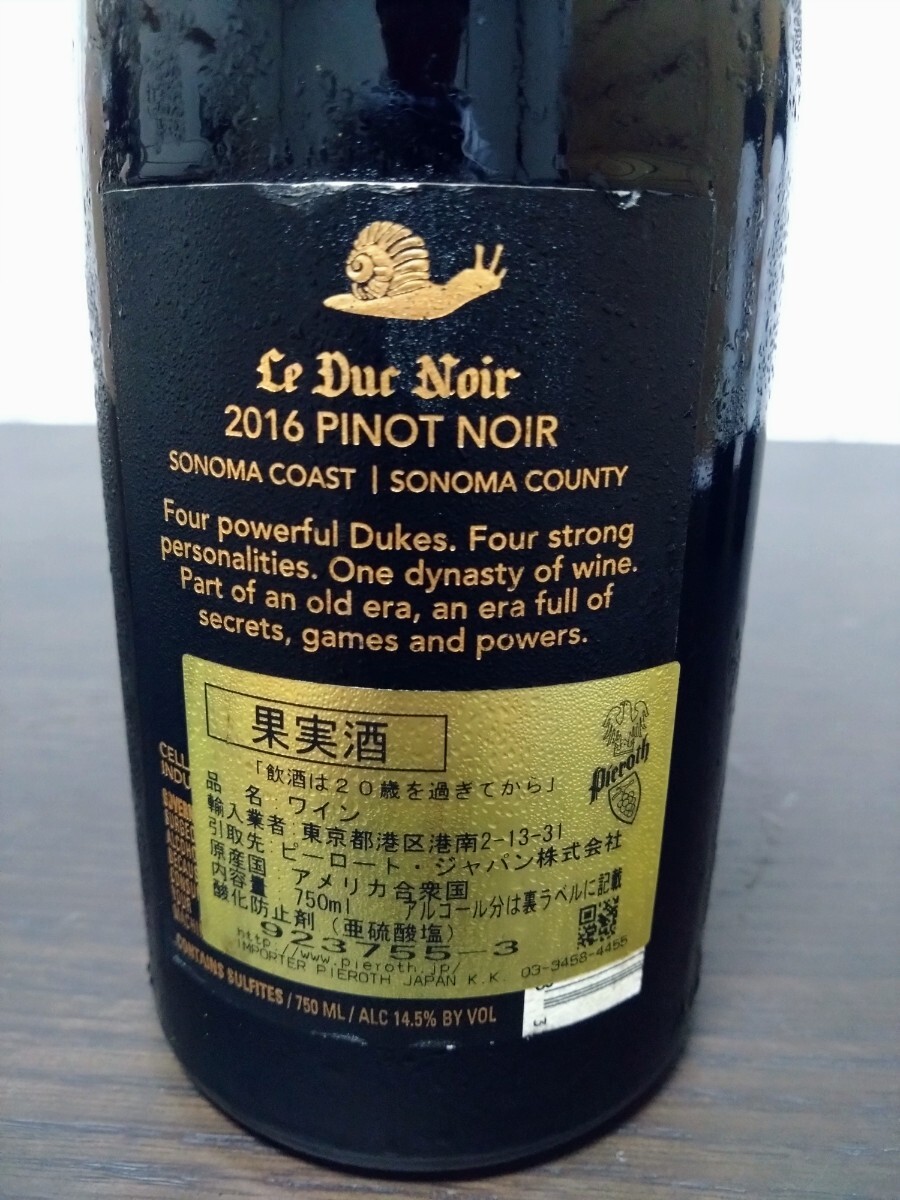 Le Duc Noir
2016 PINOT NOIR
SONOMA COAST | SONOMA COUNTY
Four powerful Dukes. Four strong
personalities. One dynasty of wine.
Part of an old era, an era full of
secrets, games and powers.
果実酒
Pieroth
「飲酒は20歳を過ぎてから」
品名:ワイン
輸入業者:東京都港区港南2-13-31
引取先:ピーロート・ジャパン株式会社
原産国 アメリカ合衆国
内容量 750ml アルコール分は裏ラベルに記載
酸化防止剤(亜硫酸塩)
923755-3
http://www.pieroth.jp/
IMPORTER PIEROTH JAPAN K.K. 03-3458-4455
CONTAINS SULFITES / 750 ML / ALC 14.5% BY VOL